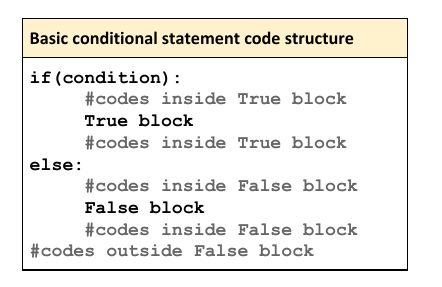 Basic conditional statement code structure
if(condition):
#codes inside True block
True block
#codes inside True block
else:
#codes inside False block
False block
#codes inside False block
#codes outside False block